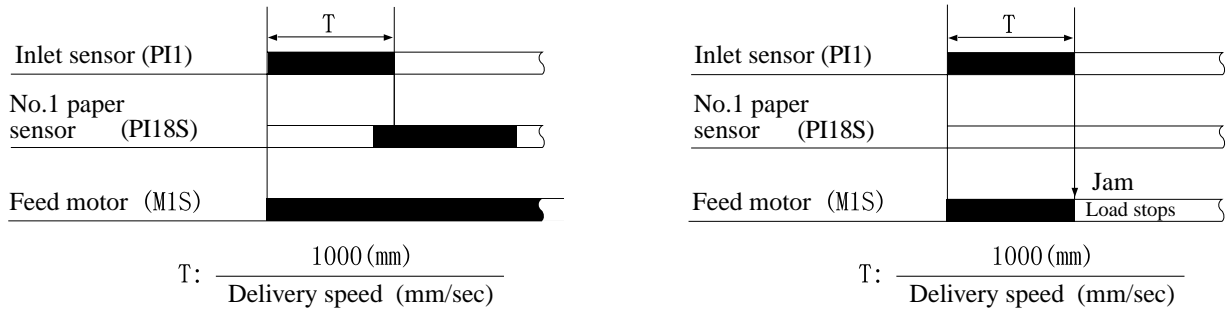 T
Inlet sensor (PI1)
No.1 paper
sensor (PI18S)
Feed motor (M1S)
T: 1000(mm)
Delivery speed (mm/sec)
T
Inlet sensor (PI1)
No.1 paper
sensor (PI18S)
Jam
Feed motor (M1S)
Load stops
T: 1000(mm)
Delivery speed (mm/sec)